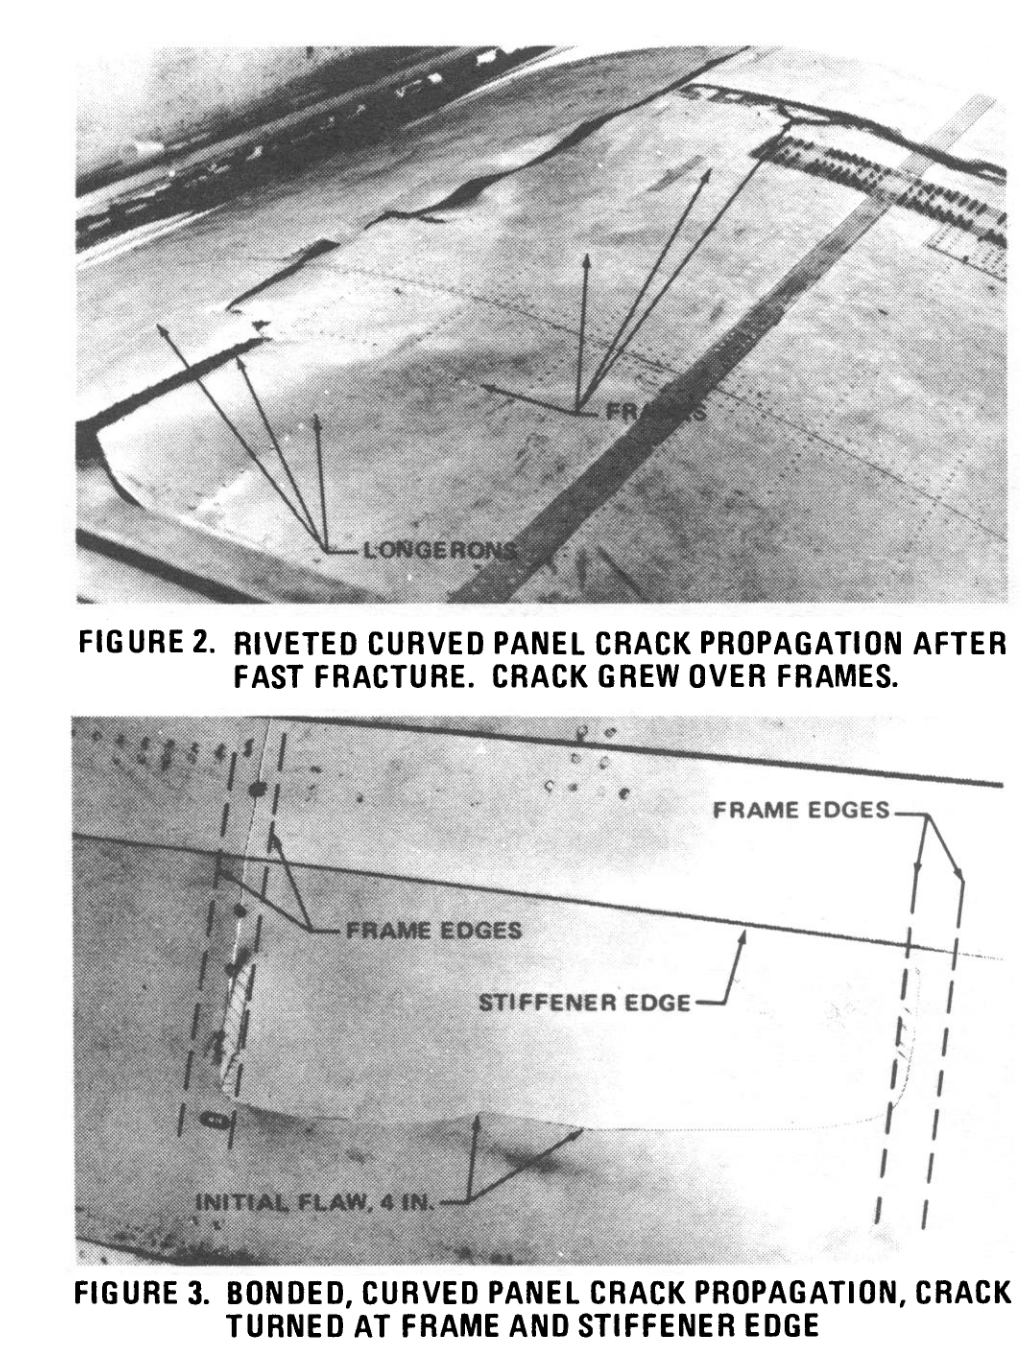 FRAMES
LONGERONS
FIGURE 2. RIVETED CURVED PANEL CRACK PROPAGATION AFTER
FAST FRACTURE. CRACK GREW OVER FRAMES.
FRAME EDGES
FRAME EDGES
STIFFENER EDGE
INITIAL FLAW, 4 IN.
FIGURE 3. BONDED, CURVED PANEL CRACK PROPAGATION, CRACK
TURNED AT FRAME AND STIFFENER EDGE